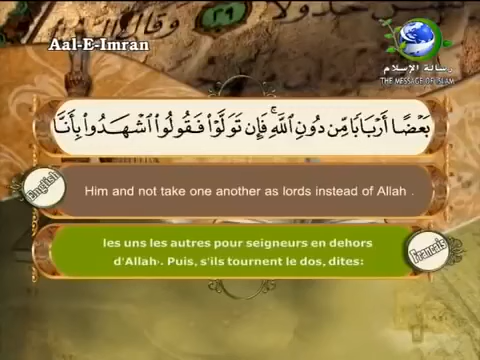 Aal-E-Imran
رسالة الإسلام
THE MESSAGE OF ISLAM
بَعْضًا أَرْبَابًا مِّن دُونِ اللَّهِ ۚ فَإِن تَوَلَّوْا فَقُولُوا اشْهَدُوا بِأَنَّا
English
Him and not take one another as lords instead of Allah .
les uns les autres pour seigneurs en dehors
d'Allah›. Puis, s'ils tournent le dos, dites:
Francais